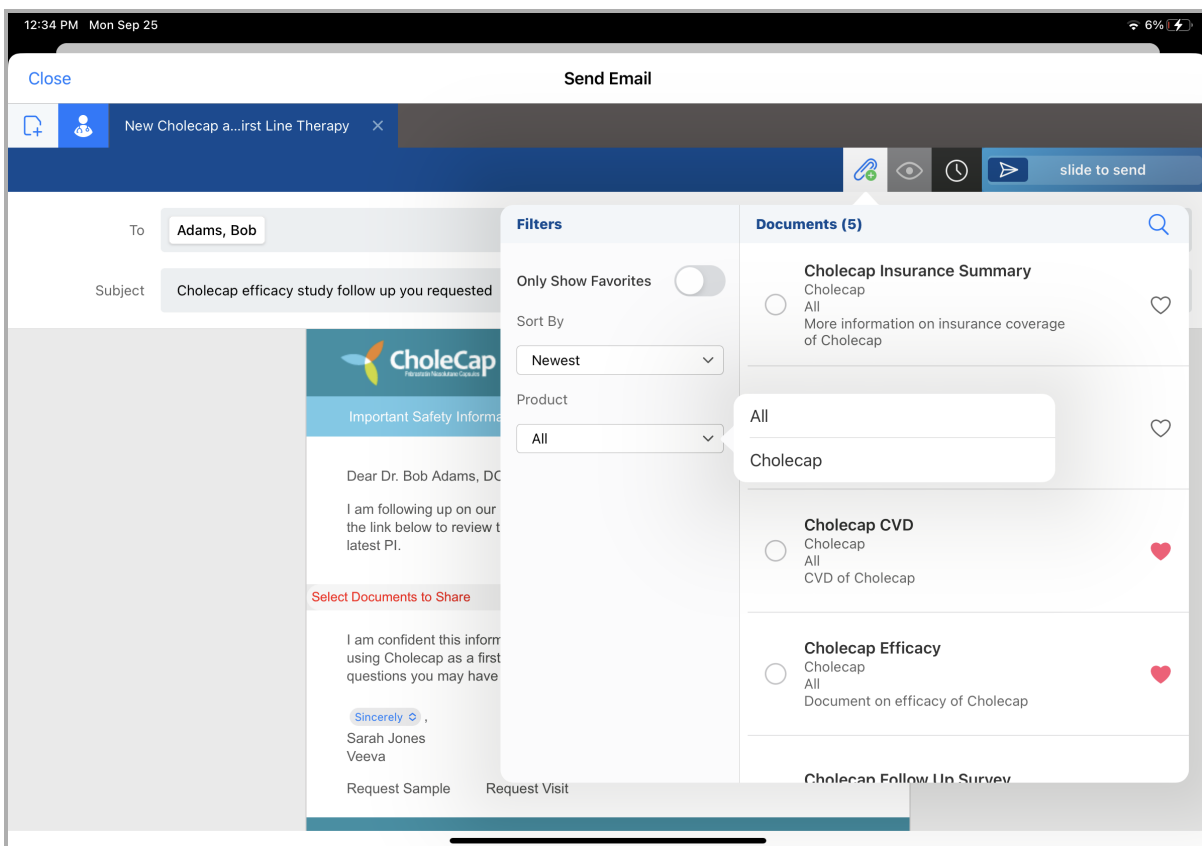 12:34 PM Mon Sep 25
6%
Close
Send Email
New Cholecap a...irst Line Therapy
slide to send
To
Adams, Bob
Subject
Cholecap efficacy study follow up you requested
CholeCap
Important Safety Informa
Dear Dr. Bob Adams, DO
I am following up on our
the link below to review t
latest PI.
Select Documents to Share
I am confident this inform
using Cholecap as a first
questions you may have
Sincerely ,
Sarah Jones
Veeva
Request Sample Request Visit
Filters
Only Show Favorites
Sort By
Newest
Product
All
All
Cholecap
Documents (5)
Cholecap Insurance Summary
Cholecap
All
More information on insurance coverage
of Cholecap
Cholecap CVD
Cholecap
All
CVD of Cholecap
Cholecap Efficacy
Cholecap
All
Document on efficacy of Cholecap
Cholecap Follow Up Survey